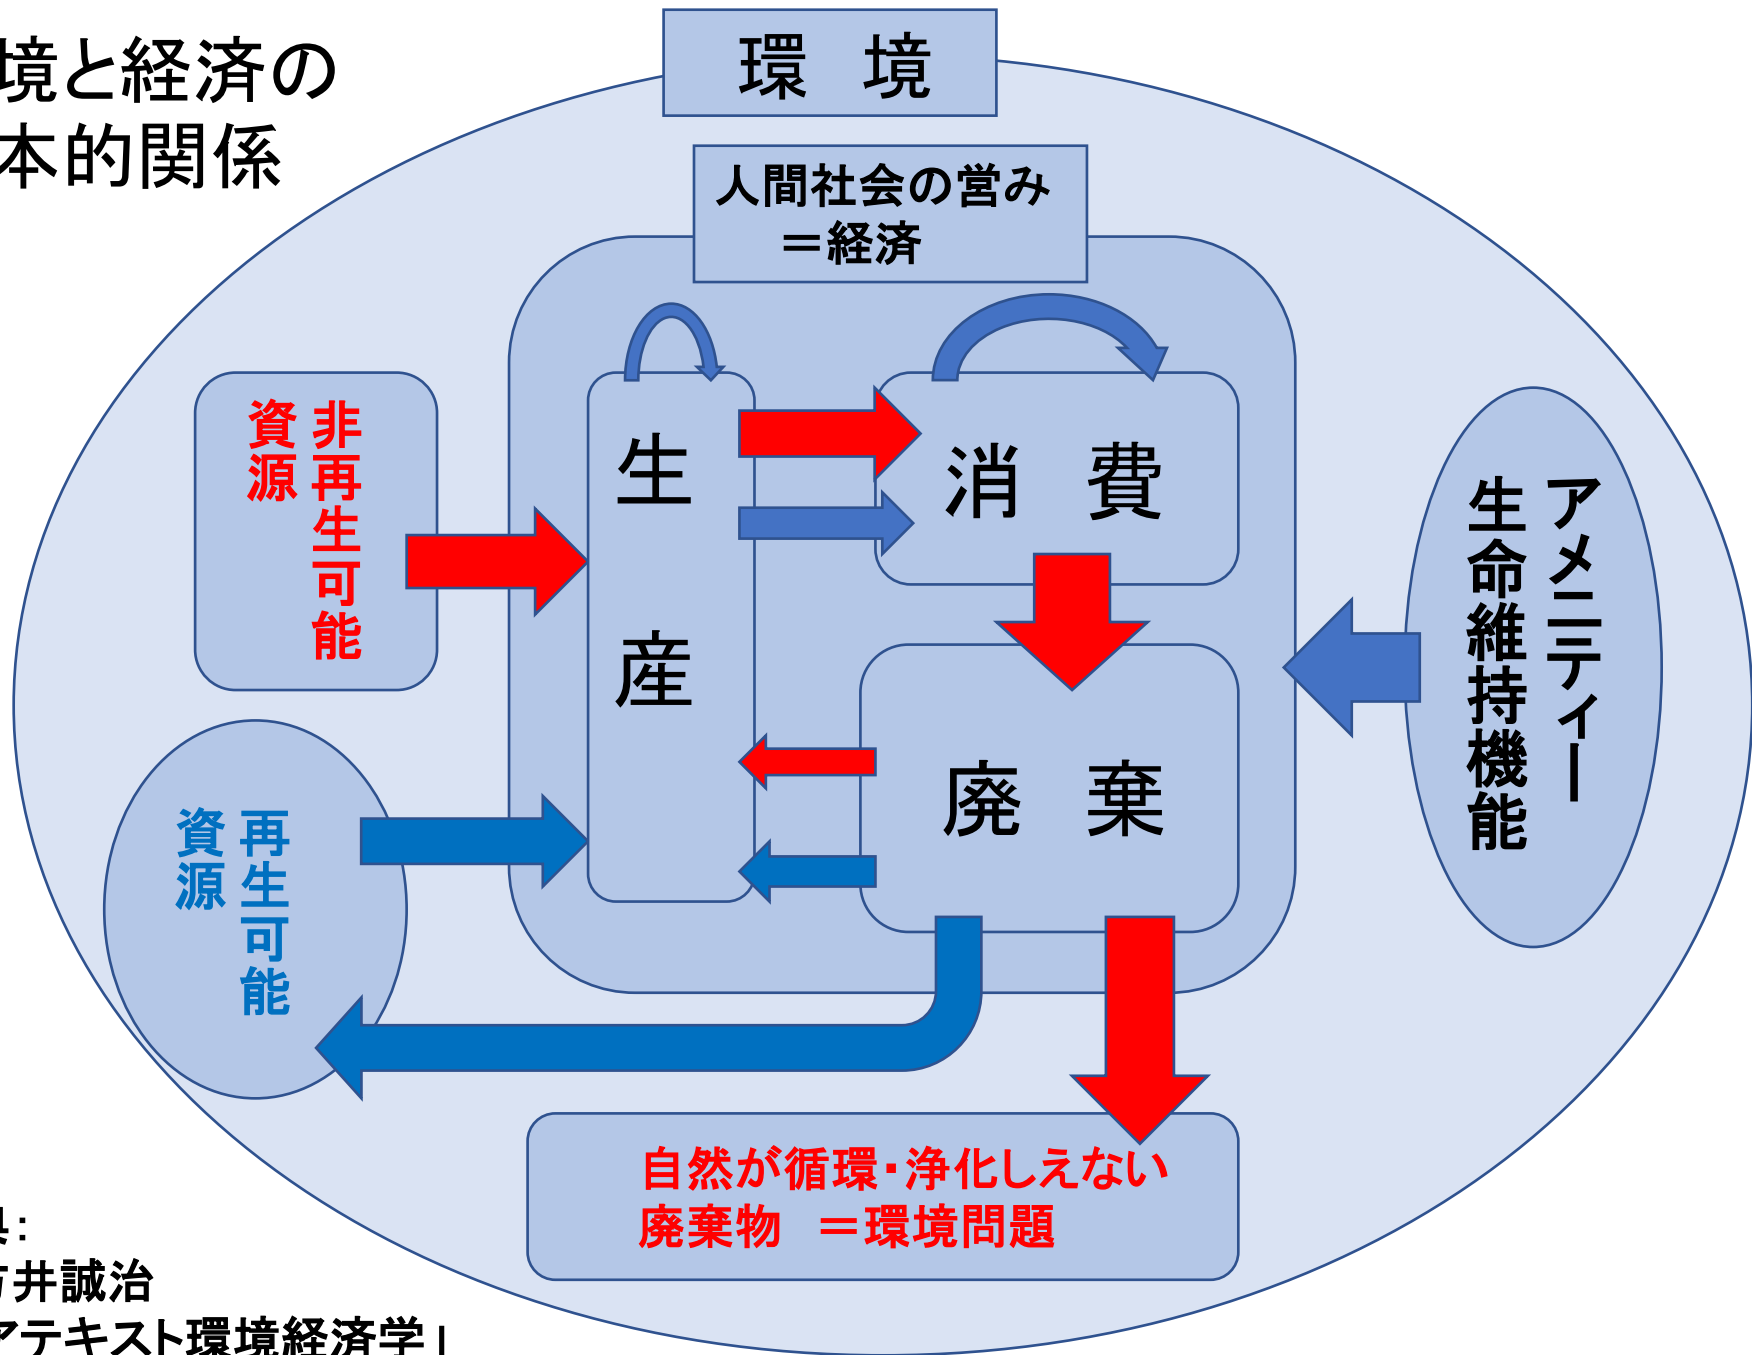 境と経済の
本的関係
環　境
人間社会の営み
＝経済
非再生可能
資源
生産
消　費
アメニティー
生命維持機能
再生可能
資源
廃　棄
自然が循環・浄化しえない
廃棄物　＝環境問題
典：
方井誠治
アテキスト環境経済学」